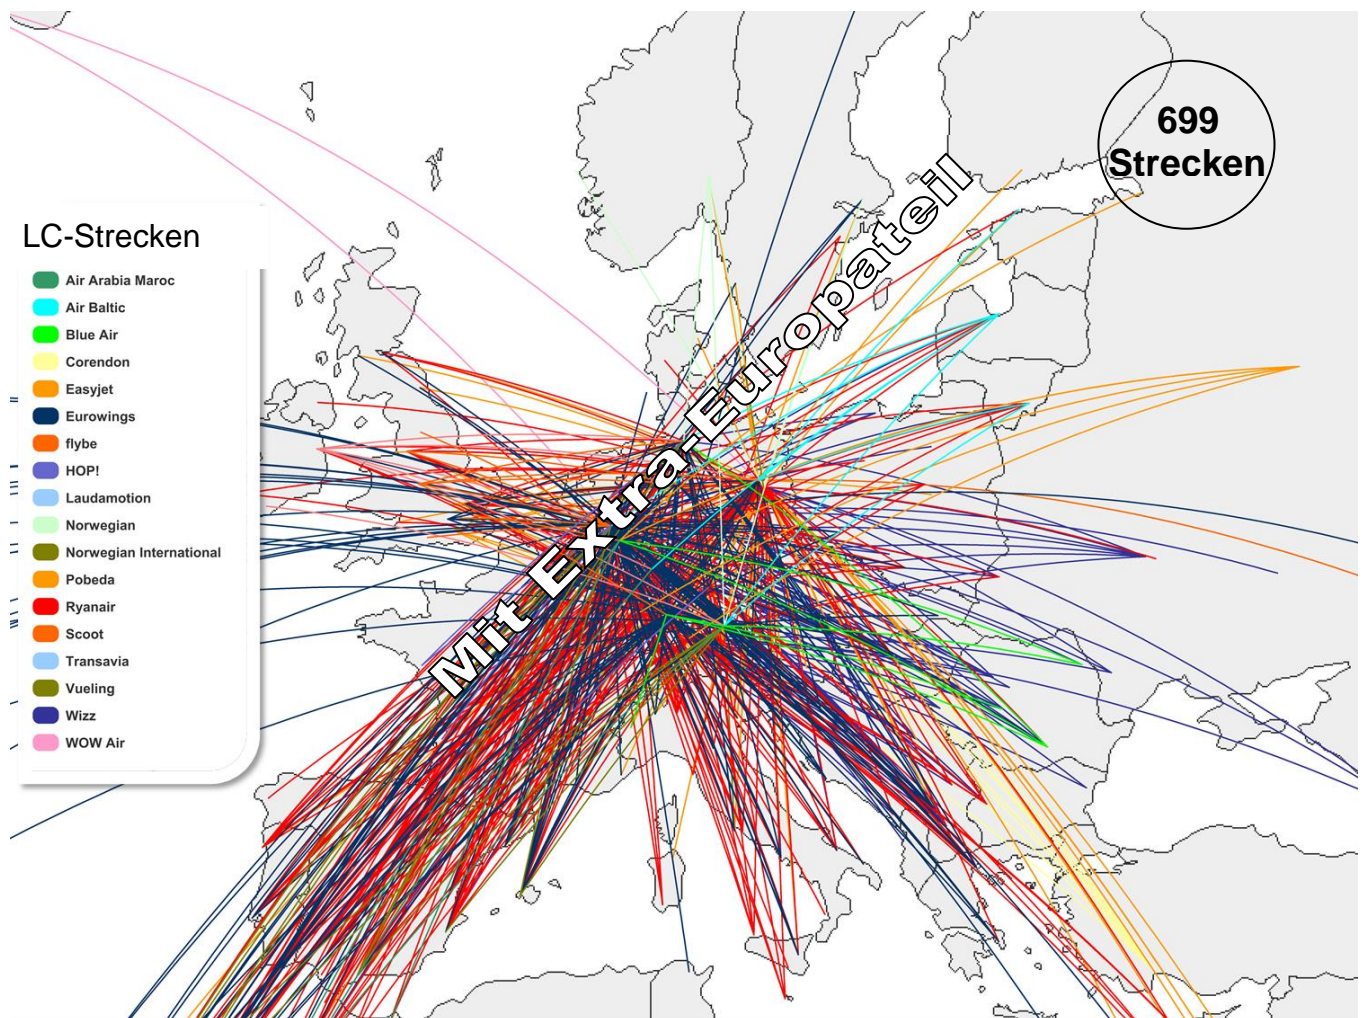 699
Strecken
Mit Extra-Europateil
LC-Strecken
Air Arabia Maroc
Air Baltic
Blue Air
Corendon
Easyjet
Eurowings
flybe
HOP!
Laudamotion
Norwegian
Norwegian International
Pobeda
Ryanair
Scoot
Transavia
Vueling
Wizz
WOW Air